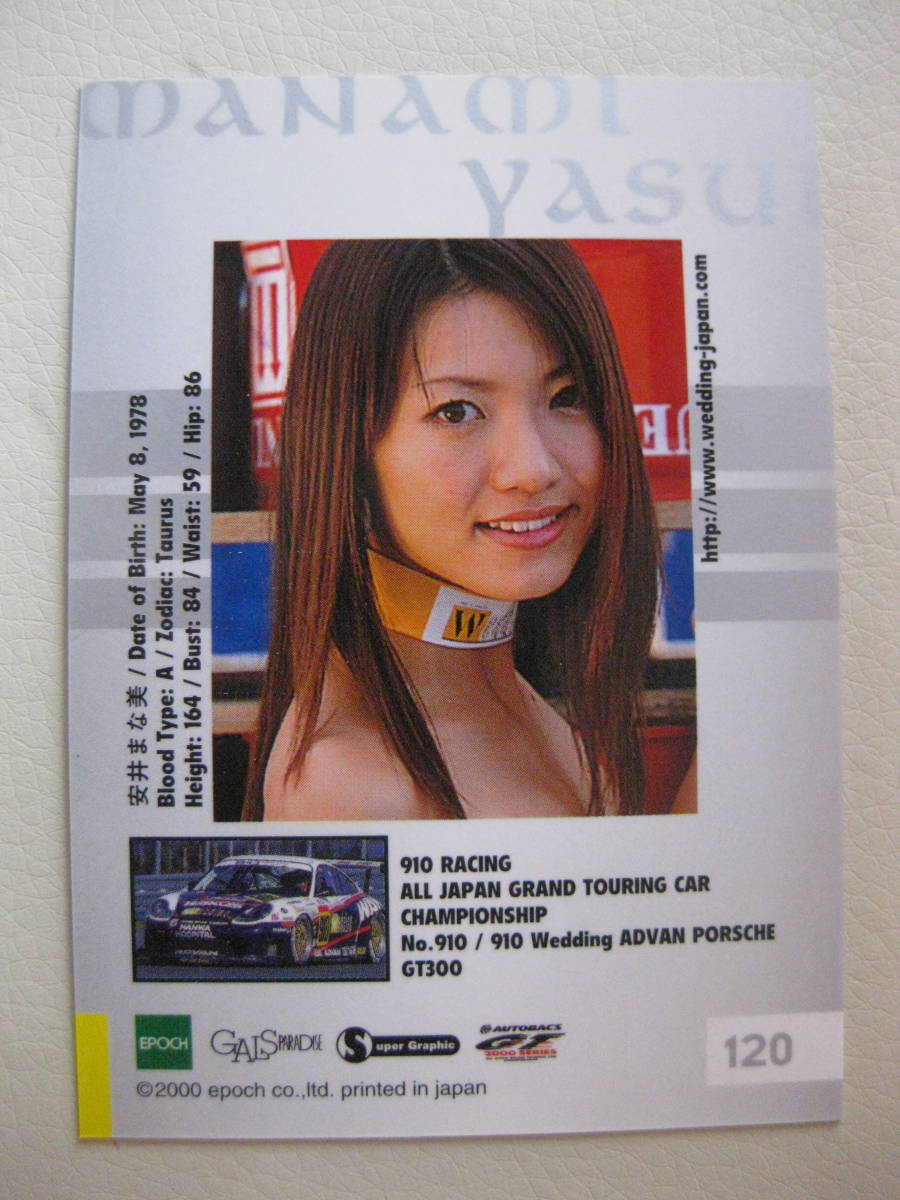 MANAMI
YASUI
安井まな美 / Date of Birth: May 8, 1978
Blood Type: A / Zodiac: Taurus
Height: 164 / Bust: 84 / Waist: 59 / Hip: 86
http://www.wedding-japan.com
W
910 RACING
ALL JAPAN GRAND TOURING CAR
CHAMPIONSHIP
No.910 / 910 Wedding ADVAN PORSCHE
GT300
HANKA
HOSPITAL
ADVAN
EPOCH
GALS PARADISE
Super Graphic
AUTOBACS
GT
2000 SERIES
120
©2000 epoch co.,ltd. printed in japan